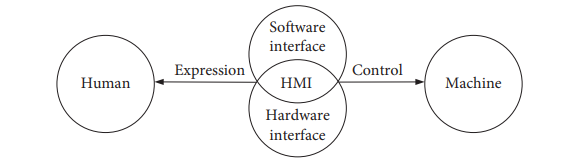 Software
interface
Human
Expression
HMI
Control
Machine
Hardware
interface